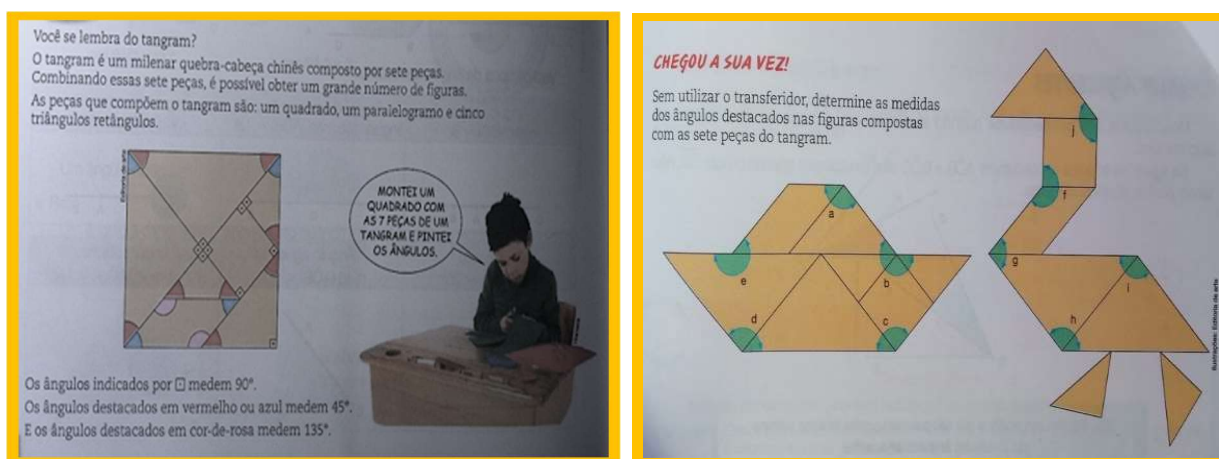 Você se lembra do tangram?
O tangram é um milenar quebra-cabeça chinês composto por sete peças.
Combinando essas sete peças, é possível obter um grande número de figuras.
As peças que compõem o tangram são: um quadrado, um paralelogramo e cinco
triângulos retângulos.
Editoria de arte
MONTEI UM
QUADRADO COM
AS 7 PEÇAS DE UM
TANGRAM E PINTEI
OS ÂNGULOS.
Os ângulos indicados por ⊡ medem 90°.
Os ângulos destacados em vermelho ou azul medem 45°.
E os ângulos destacados em cor-de-rosa medem 135°.
CHEGOU A SUA VEZ!
Sem utilizar o transferidor, determine as medidas
dos ângulos destacados nas figuras compostas
com as sete peças do tangram.
a
e
b
d
c
j
f
g
i
h
Ilustrações: Editoria de arte